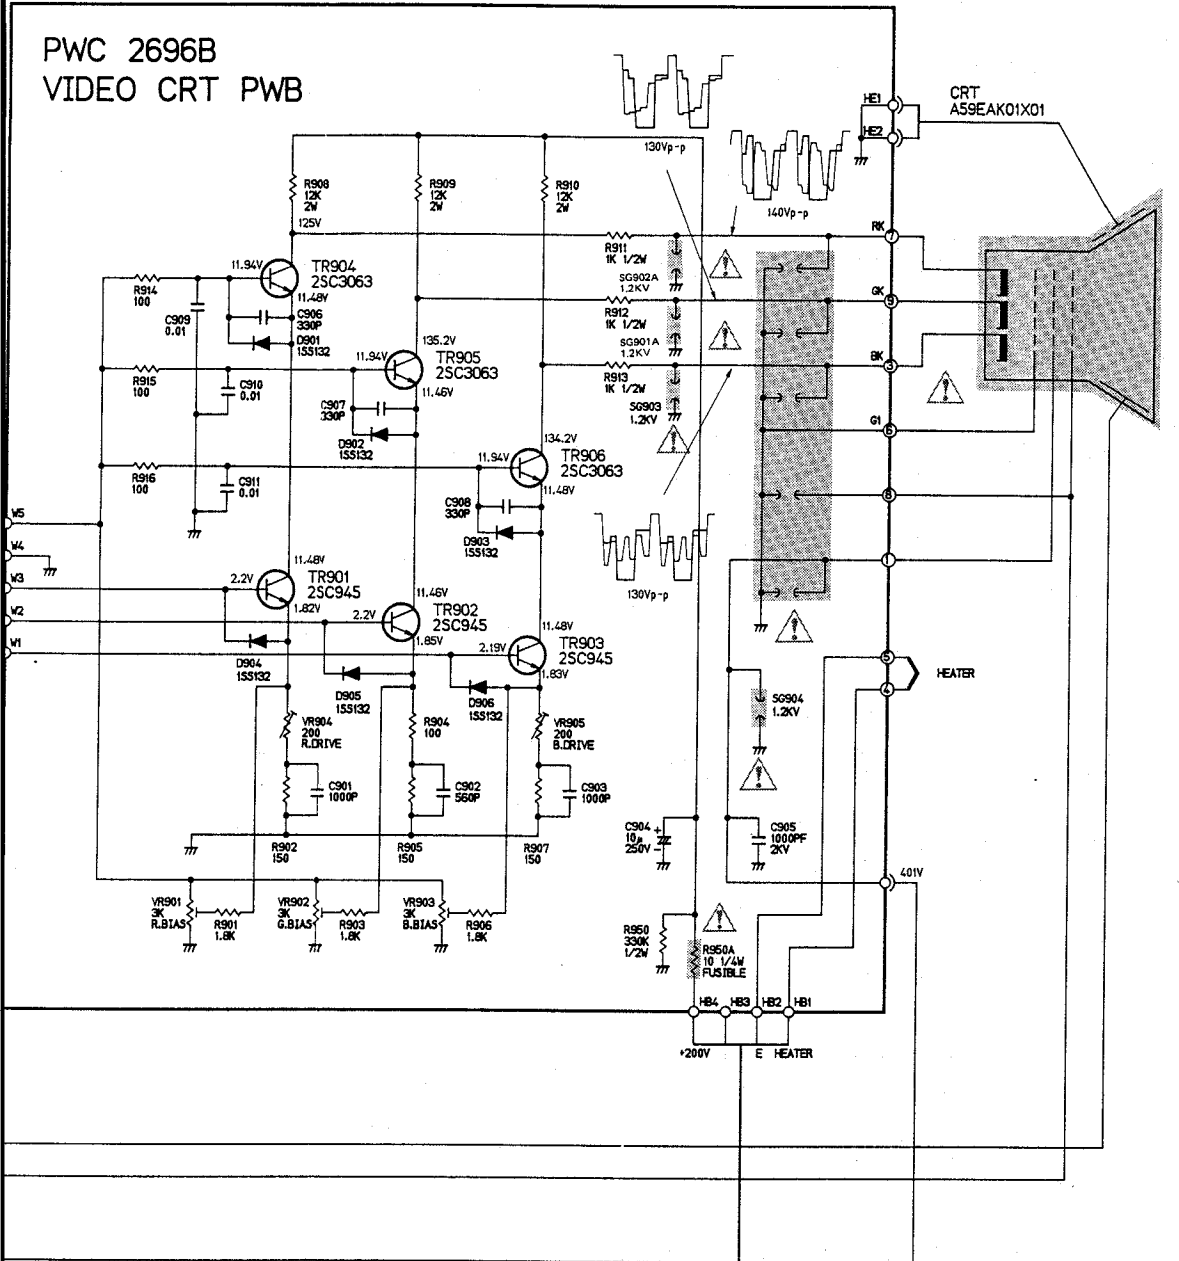 PWC 2696B
VIDEO CRT PWB
130Vp-p
140Vp-p
HE1
HE2
CRT
A59EAK01X01
R908
12K
2W
125V
R909
12K
2W
R910
12K
2W
RK
7
R911
1K 1/2W
SG902A
1.2KV
11.94V
TR904
2SC3063
11.48V
R914
100
C909
0.01
C906
330P
D901
1SS132
GK
9
R912
1K 1/2W
SG901A
1.2KV
135.2V
11.94V
TR905
2SC3063
11.46V
R915
100
C910
0.01
C907
330P
D902
1SS132
BK
3
R913
1K 1/2W
SG903
1.2KV
G1
6
134.2V
11.94V
TR906
2SC3063
11.48V
R916
100
C911
0.01
C908
330P
D903
1SS132
8
W5
W4
W3
W2
W1
130Vp-p
1
11.48V
2.2V
TR901
2SC945
1.82V
11.46V
2.2V
TR902
2SC945
1.85V
11.48V
2.19V
TR903
2SC945
1.83V
D904
1SS132
D905
1SS132
D906
1SS132
5
4
HEATER
SG904
1.2KV
VR904
200
R.DRIVE
R904
100
VR905
200
B.DRIVE
C901
1000P
C902
560P
C903
1000P
R902
150
R905
150
R907
150
C904
10μ
250V
+
-
C905
1000PF
2KV
401V
VR901
3K
R.BIAS
R901
1.8K
VR902
3K
G.BIAS
R903
1.8K
VR903
3K
B.BIAS
R906
1.8K
R950
330K
1/2W
R950A
10 1/4W
FUSIBLE
HB4
HB3
HB2
HB1
+200V
E
HEATER